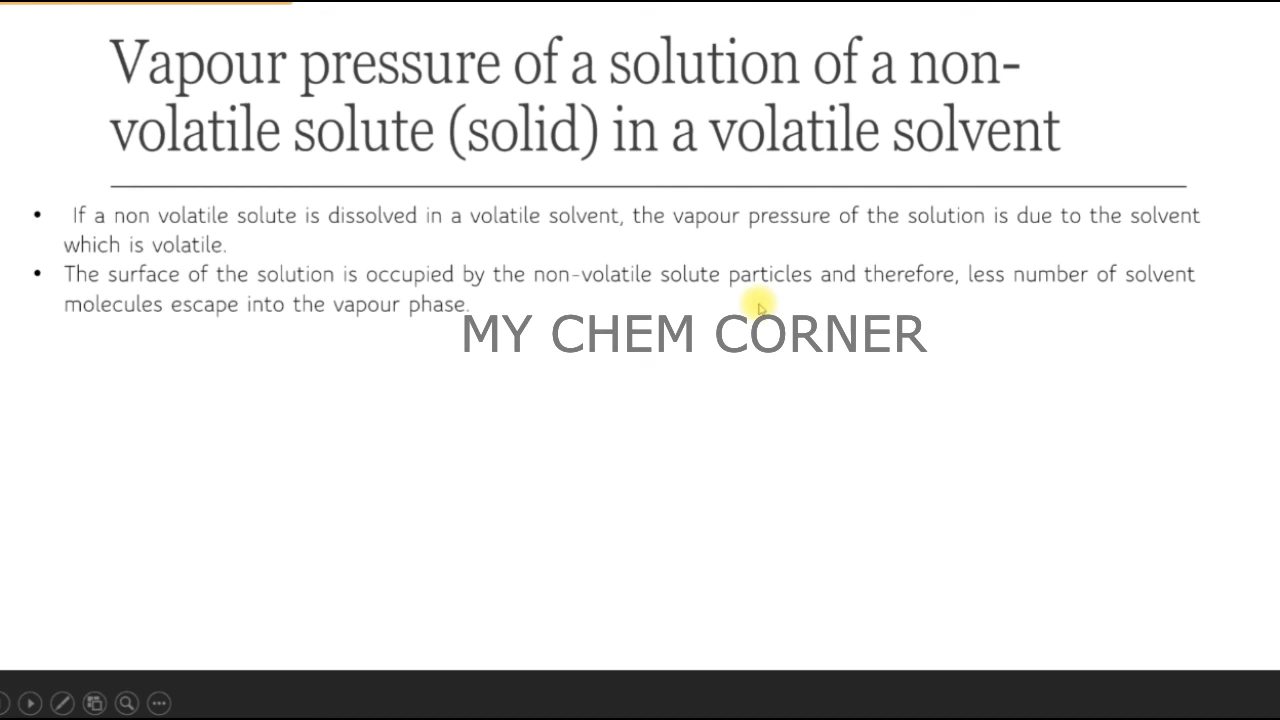 Vapour pressure of a solution of a non-
volatile solute (solid) in a volatile solvent
• If a non volatile solute is dissolved in a volatile solvent, the vapour pressure of the solution is due to the solvent
which is volatile.
• The surface of the solution is occupied by the non-volatile solute particles and therefore, less number of solvent
molecules escape into the vapour phase.
MY CHEM CORNER